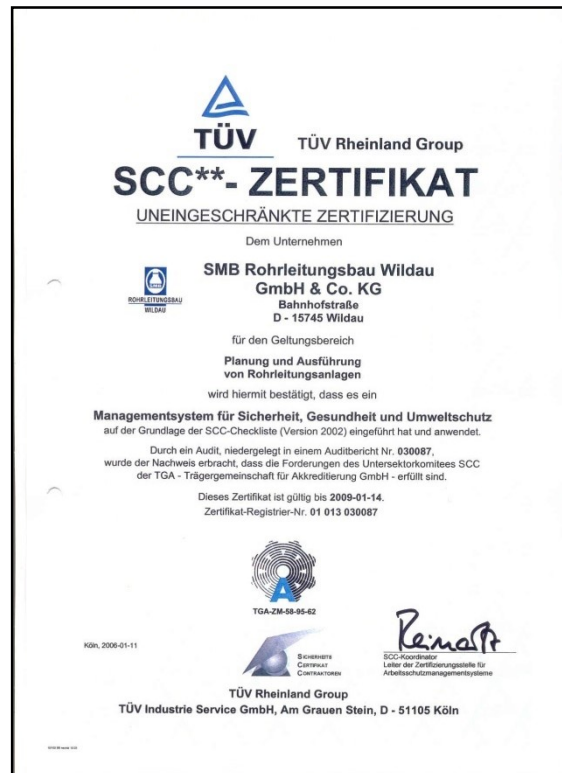 TÜV
TÜV Rheinland Group
SCC**- ZERTIFIKAT
UNEINGESCHRÄNKTE ZERTIFIZIERUNG
Dem Unternehmen
SMB Rohrleitungsbau Wildau
GmbH & Co. KG
Bahnhofstraße
D - 15745 Wildau
ROHRLEITUNGSBAU
WILDAU
für den Geltungsbereich
Planung und Ausführung
von Rohrleitungsanlagen
wird hiermit bestätigt, dass es ein
Managementsystem für Sicherheit, Gesundheit und Umweltschutz
auf der Grundlage der SCC-Checkliste (Version 2002) eingeführt hat und anwendet.
Durch ein Audit, niedergelegt in einem Auditbericht Nr. 030087,
wurde der Nachweis erbracht, dass die Forderungen des Untersektorkomitees SCC
der TGA - Trägergemeinschaft für Akkreditierung GmbH - erfüllt sind.
Dieses Zertifikat ist gültig bis 2009-01-14.
Zertifikat-Registrier-Nr. 01 013 030087
A
TGA-ZM-58-95-62
Köln, 2006-01-11
SICHERHEITS
CERTIFIKAT
CONTRAKTOREN
SCC-Koordinator
Leiter der Zertifizierungsstelle für
Arbeitsschutzmanagementsysteme
TÜV Rheinland Group
TÜV Industrie Service GmbH, Am Grauen Stein, D - 51105 Köln